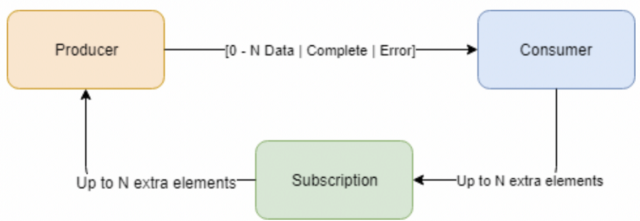 Producer
[0 - N Data | Complete | Error]
Consumer
Up to N extra elements
Subscription
Up to N extra elements